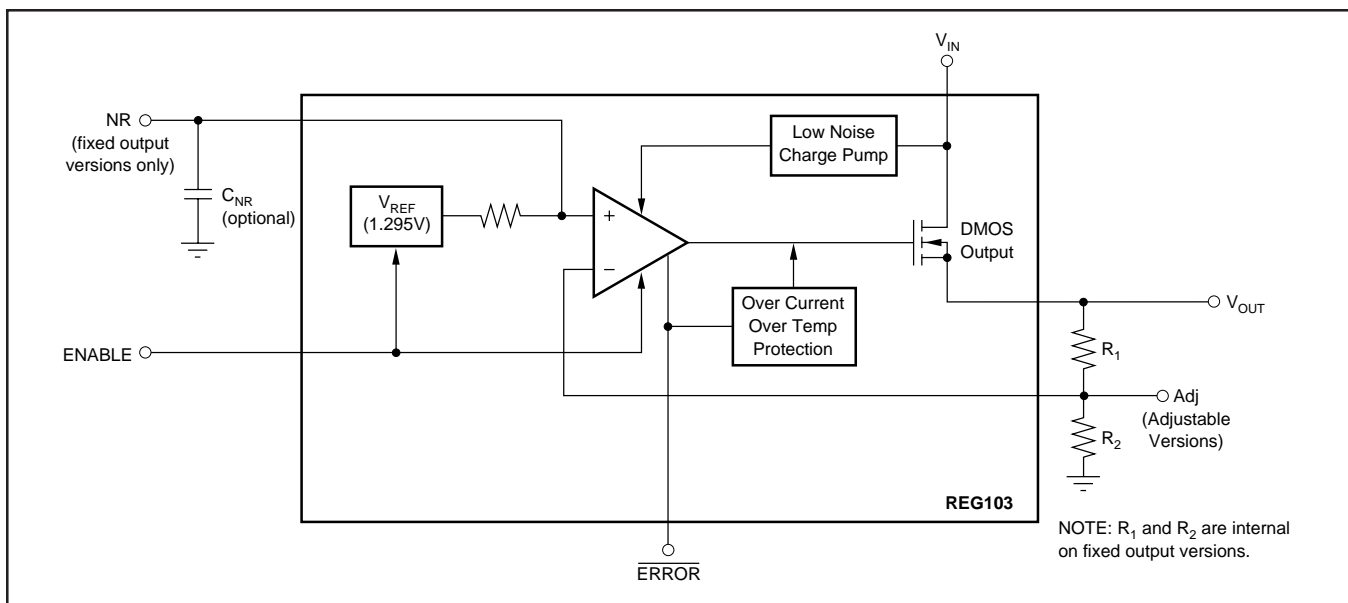 V_IN
NR
(fixed output
versions only)
C_NR
(optional)
Low Noise
Charge Pump
V_REF
(1.295V)
+
−
DMOS
Output
Over Current
Over Temp
Protection
V_OUT
ENABLE
R_1
Adj
(Adjustable
Versions)
R_2
REG103
NOTE: R_1 and R_2 are internal
on fixed output versions.
ERROR